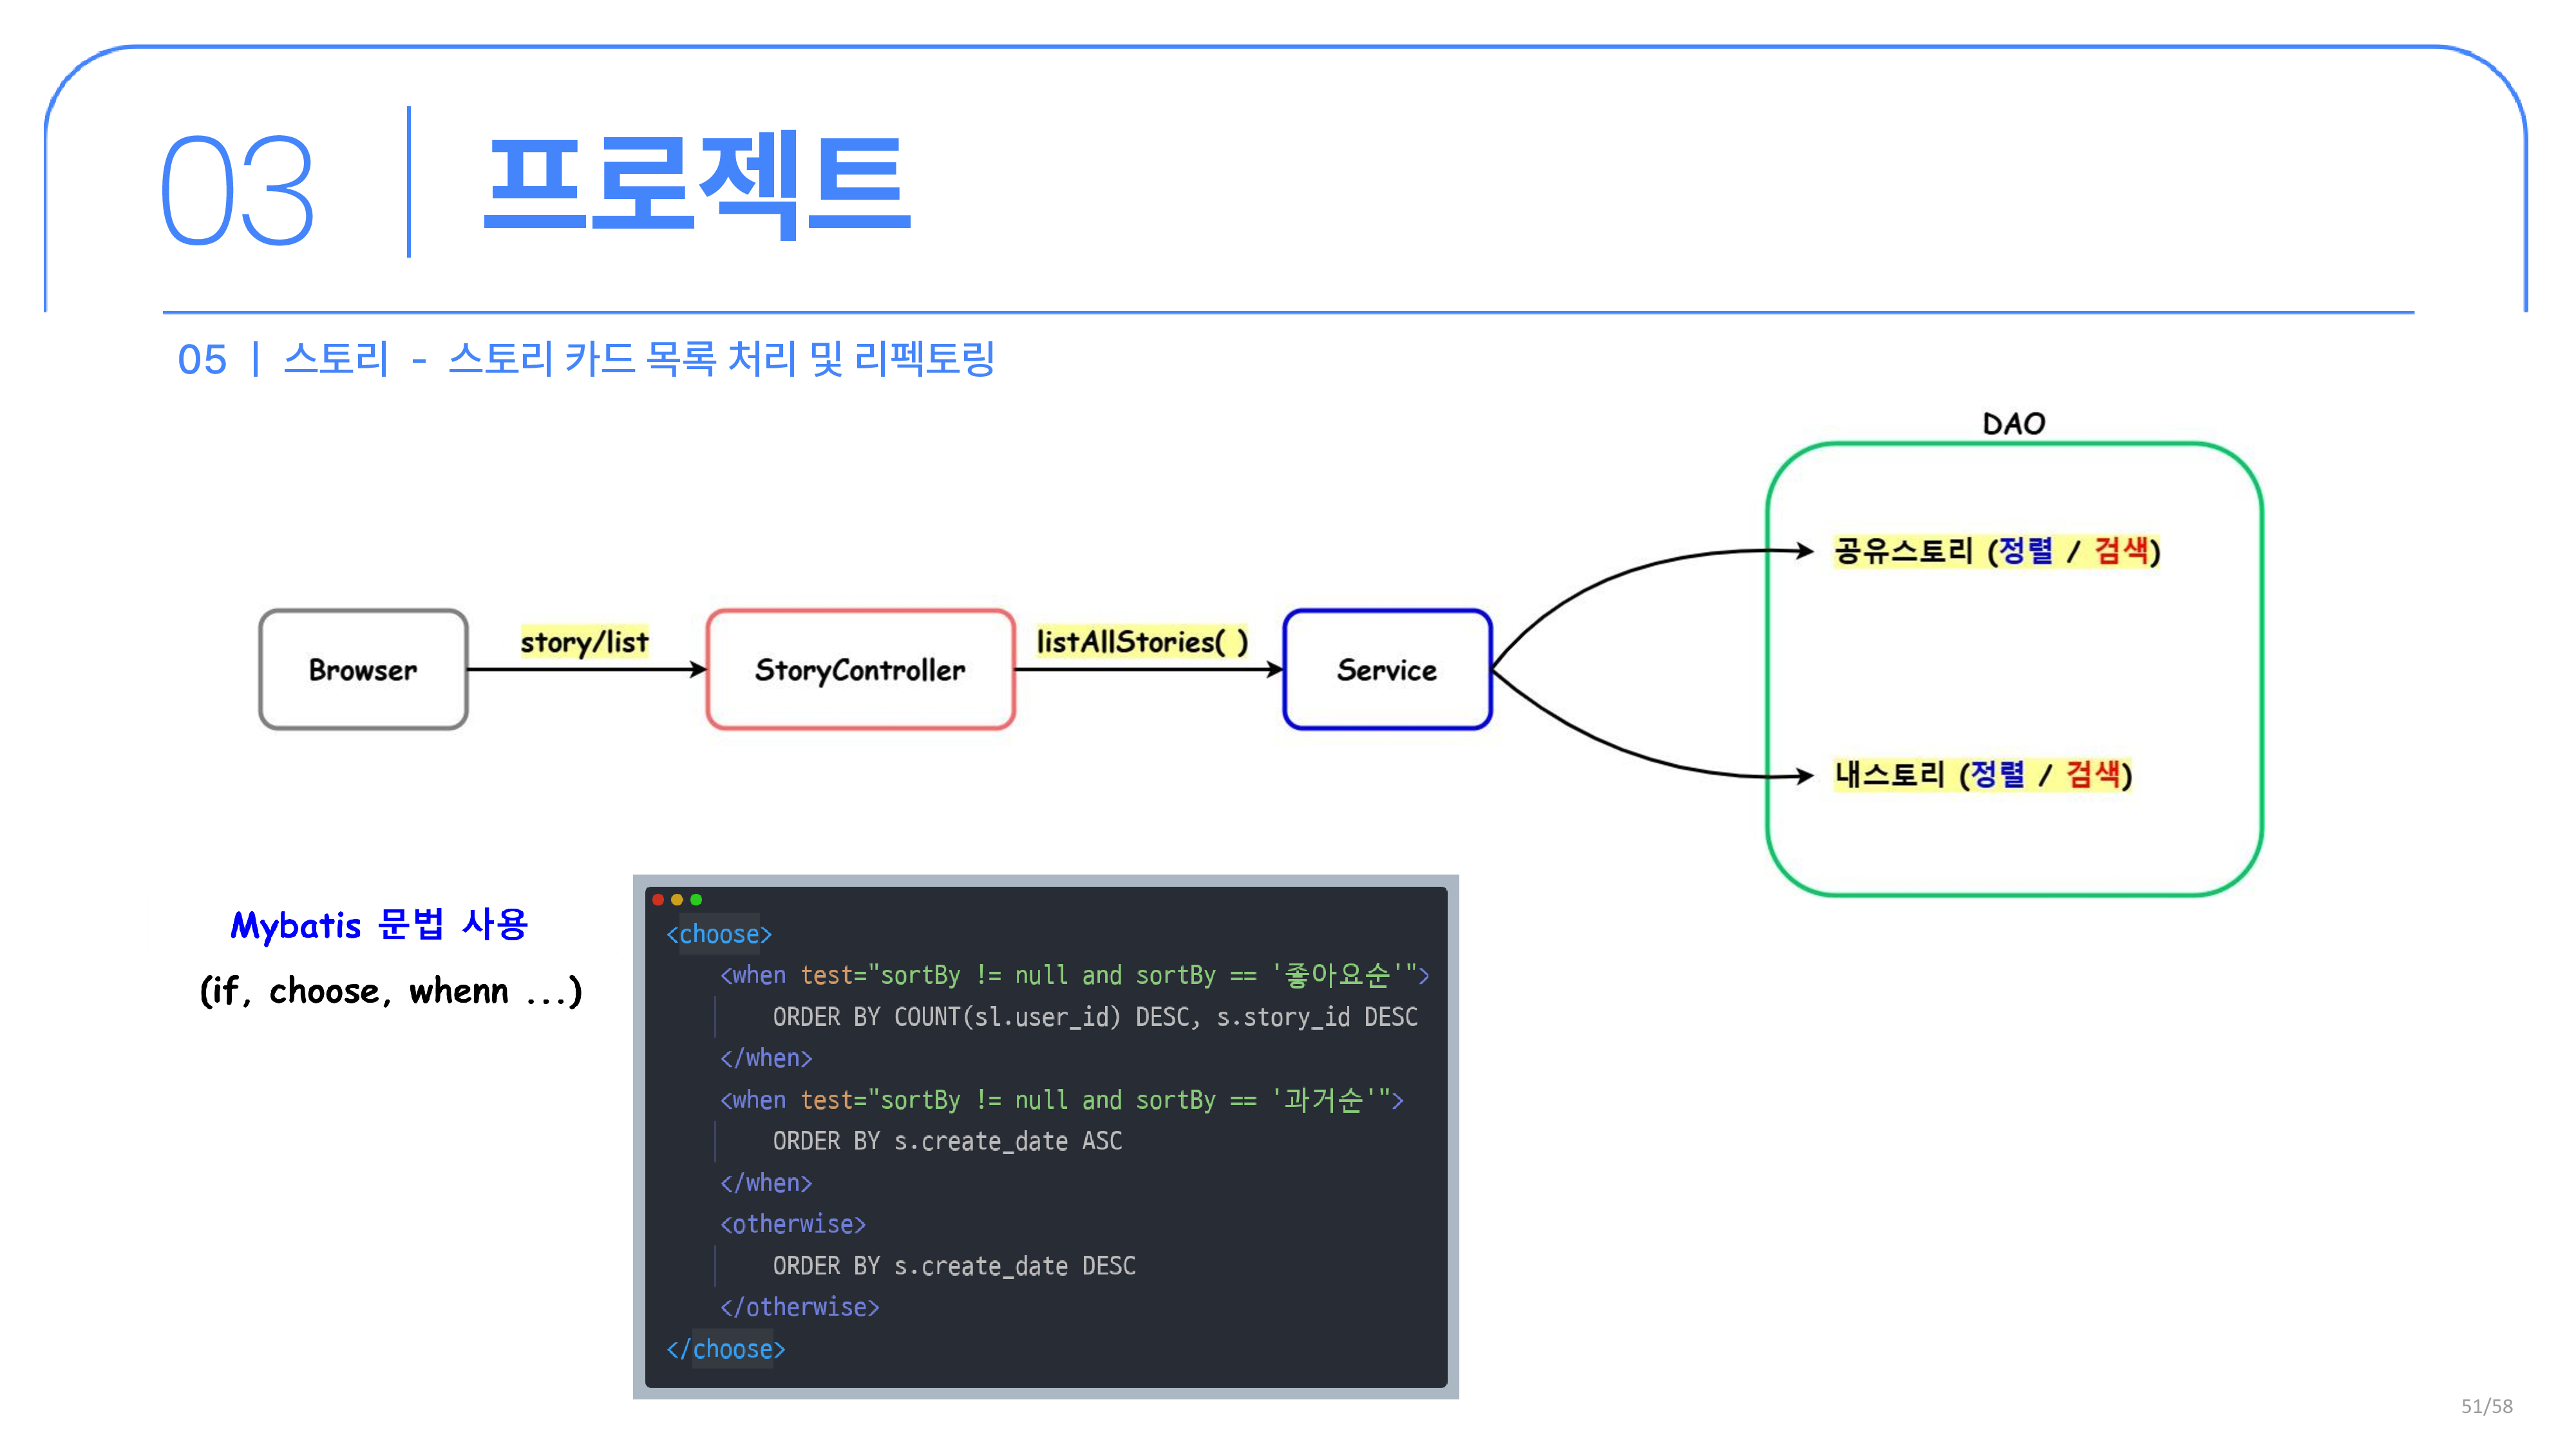 03 | 프로젝트
05 | 스토리 - 스토리 카드 목록 처리 및 리펙토링
DAO
공유스토리 (정렬 / 검색)
Browser
story/list
StoryController
listAllStories( )
Service
내스토리 (정렬 / 검색)
Mybatis 문법 사용
(if, choose, whenn ...)
<choose>
<when test="sortBy != null and sortBy == '좋아요순'">
ORDER BY COUNT(sl.user_id) DESC, s.story_id DESC
</when>
<when test="sortBy != null and sortBy == '과거순'">
ORDER BY s.create_date ASC
</when>
<otherwise>
ORDER BY s.create_date DESC
</otherwise>
</choose>
51/58